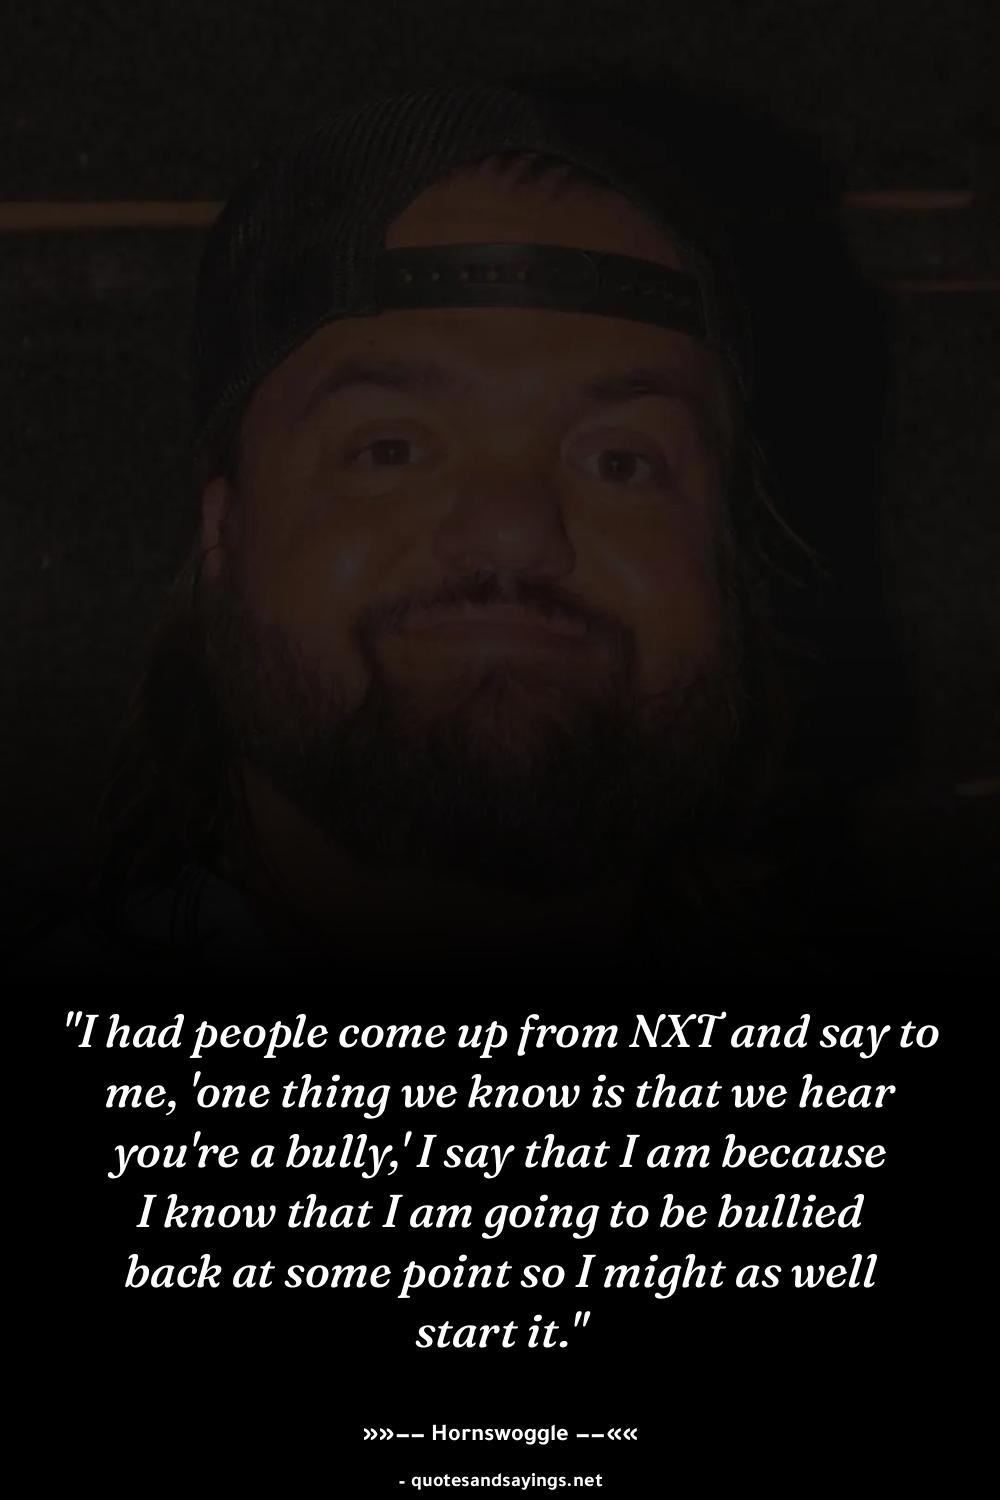 "I had people come up from NXT and say to
me, 'one thing we know is that we hear
you're a bully,' I say that I am because
I know that I am going to be bullied
back at some point so I might as well
start it."
»»–– Hornswoggle ––««
- quotesandsayings.net